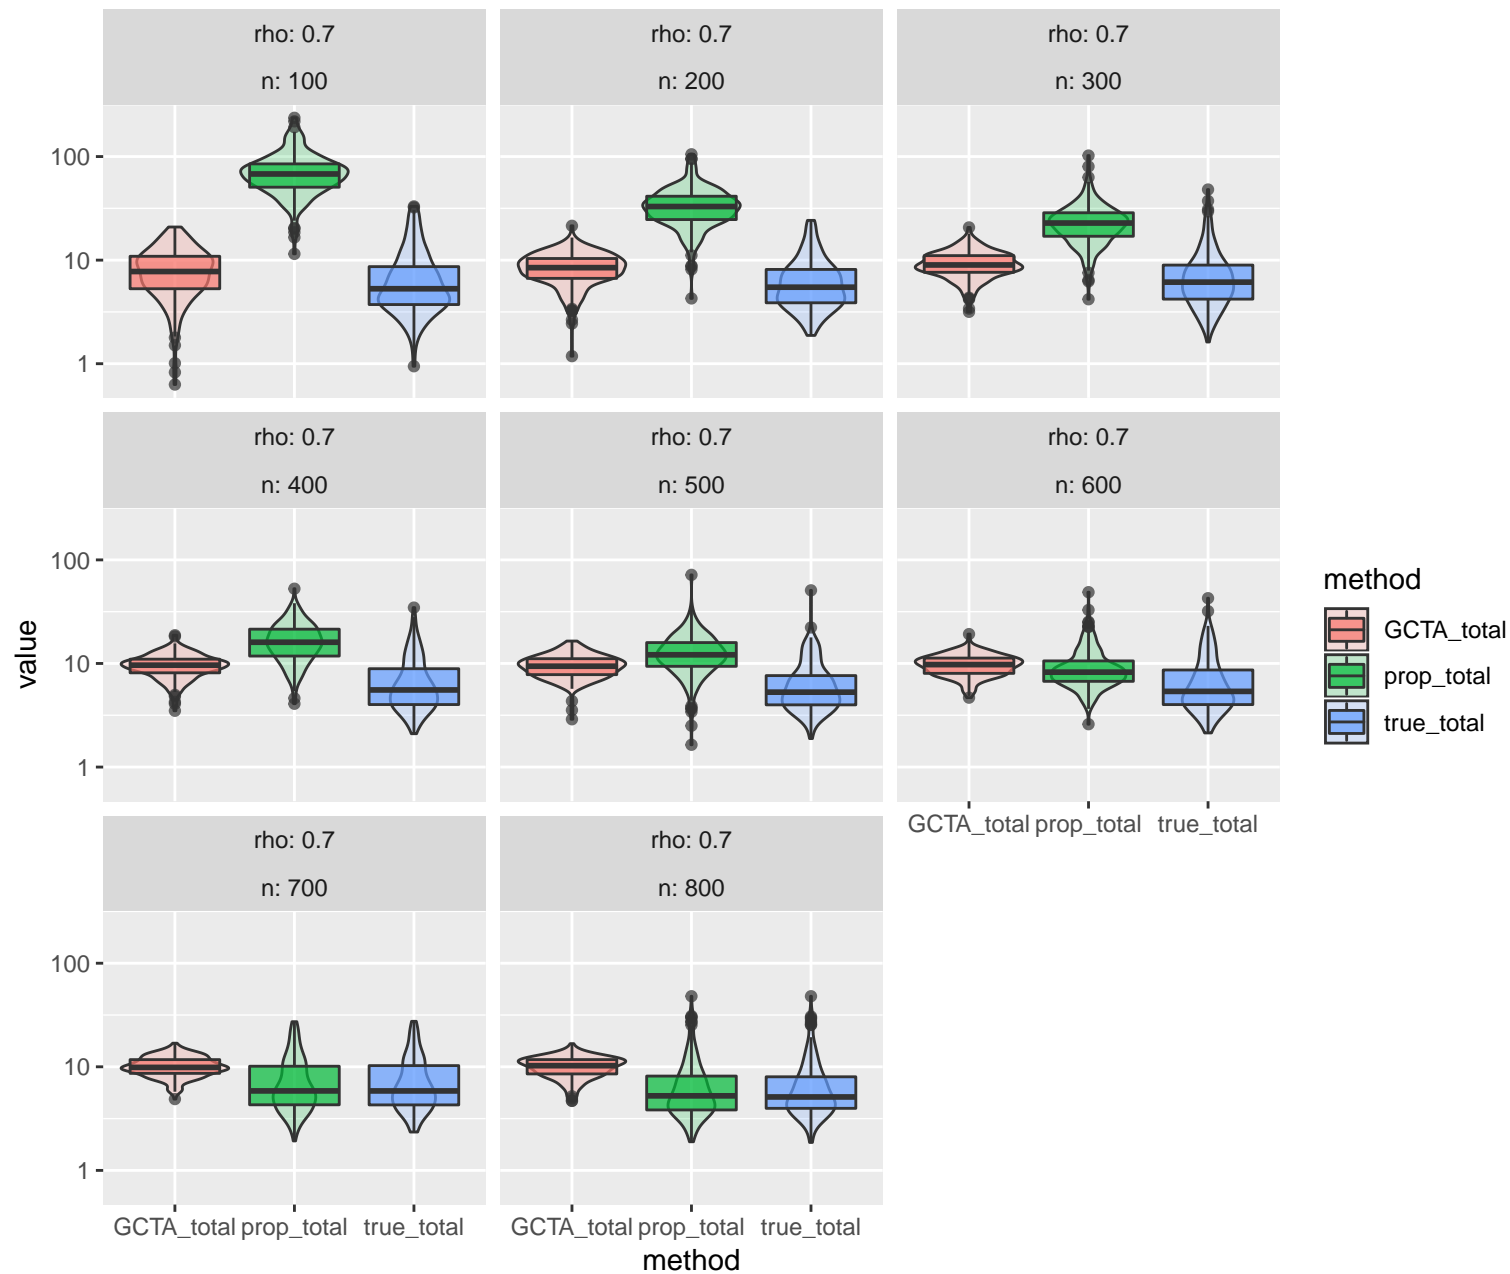 rho: 0.7
n: 100
rho: 0.7
n: 200
rho: 0.7
n: 300
100
10
1
rho: 0.7
n: 400
rho: 0.7
n: 500
rho: 0.7
n: 600
100
10
1
GCTA_total prop_total true_total
rho: 0.7
n: 700
rho: 0.7
n: 800
100
10
1
GCTA_total prop_total true_total
GCTA_total prop_total true_total
method
value
method
GCTA_total
prop_total
true_total